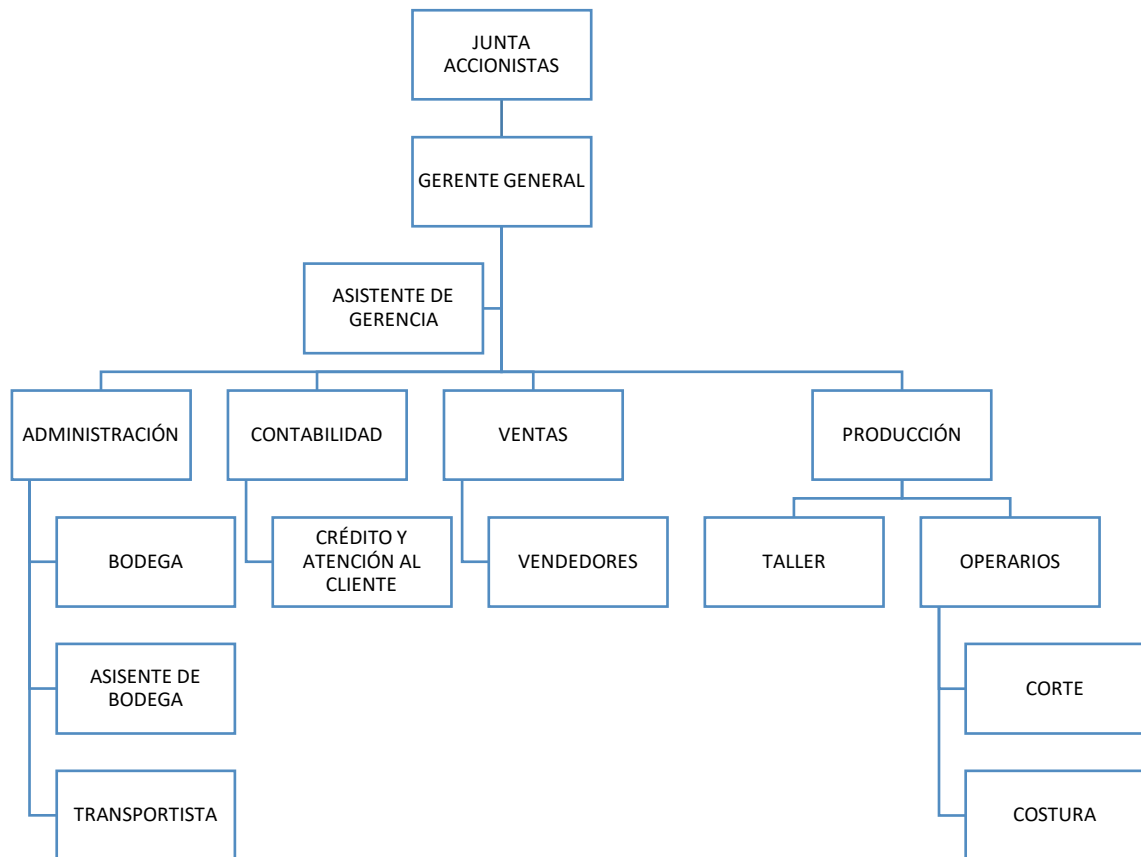 JUNTA
ACCIONISTAS
GERENTE GENERAL
ASISTENTE DE
GERENCIA
ADMINISTRACIÓN
CONTABILIDAD
VENTAS
PRODUCCIÓN
BODEGA
CRÉDITO Y
ATENCIÓN AL
CLIENTE
VENDEDORES
TALLER
OPERARIOS
ASISENTE DE
BODEGA
CORTE
TRANSPORTISTA
COSTURA